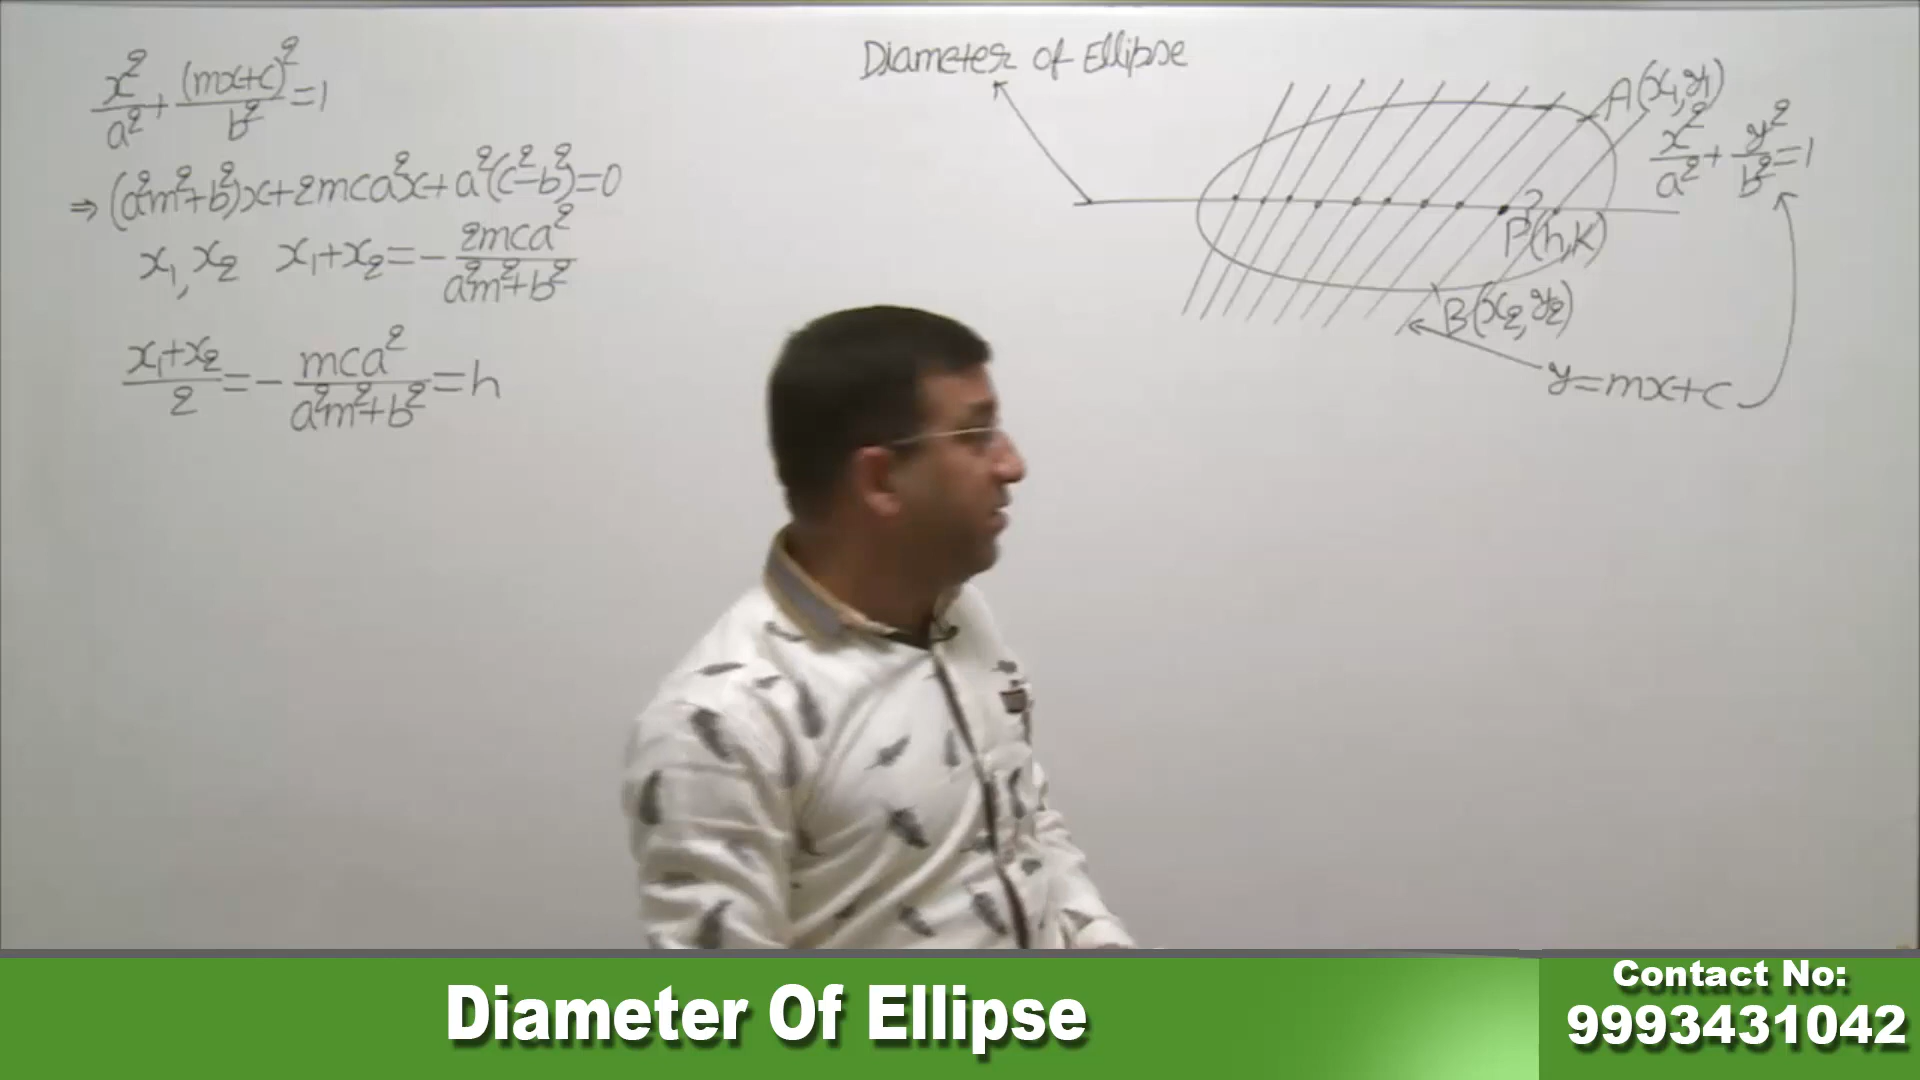 x²/a² + (mx+c)²/b² = 1
⇒ (a²m²+b²)x + 2mca²x + a²(c²-b²) = 0
x₁, x₂ x₁+x₂ = - 2mca²/a²m²+b²
x₁+x₂/2 = - mca²/a²m²+b² = h
Diameter of Ellipse
A(x₁,y₁)
x²/a² + y²/b² = 1
P(h,k)
B(x₂,y₂)
y=mx+c
Diameter Of Ellipse
Contact No:
9993431042